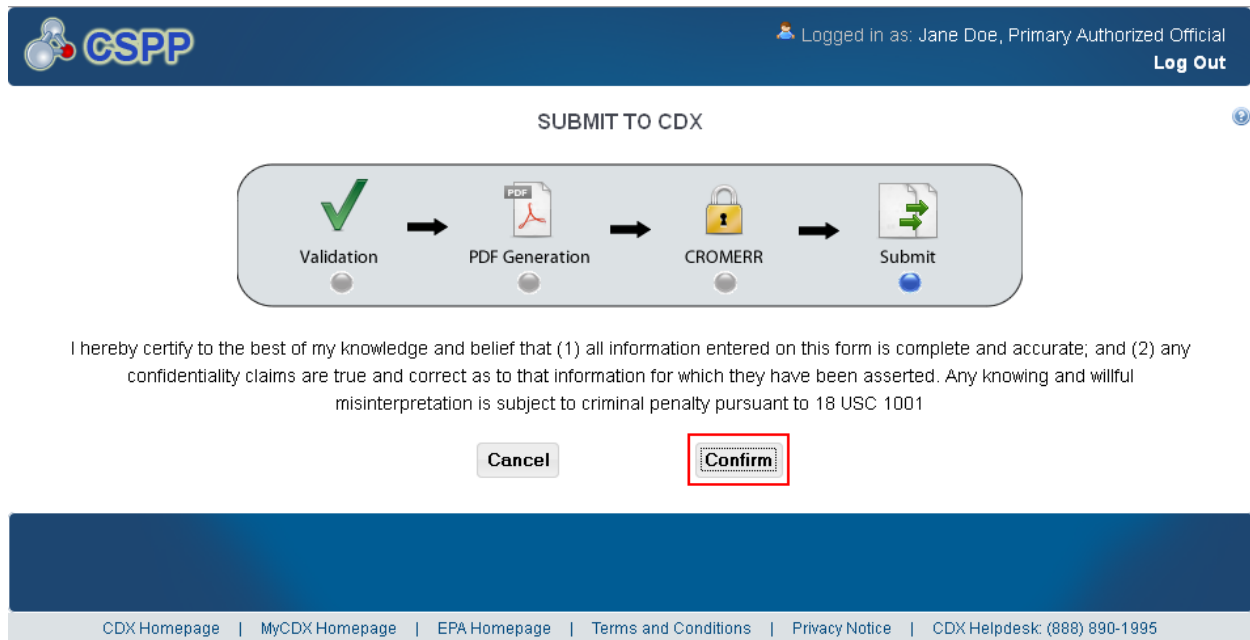 CSPP
Logged in as: Jane Doe, Primary Authorized Official
Log Out
SUBMIT TO CDX
PDF
Validation
PDF Generation
CROMERR
Submit
I hereby certify to the best of my knowledge and belief that (1) all information entered on this form is complete and accurate; and (2) any
confidentiality claims are true and correct as to that information for which they have been asserted. Any knowing and willful
misinterpretation is subject to criminal penalty pursuant to 18 USC 1001
Cancel
Confirm
CDX Homepage | MyCDX Homepage | EPA Homepage | Terms and Conditions | Privacy Notice | CDX Helpdesk: (888) 890-1995